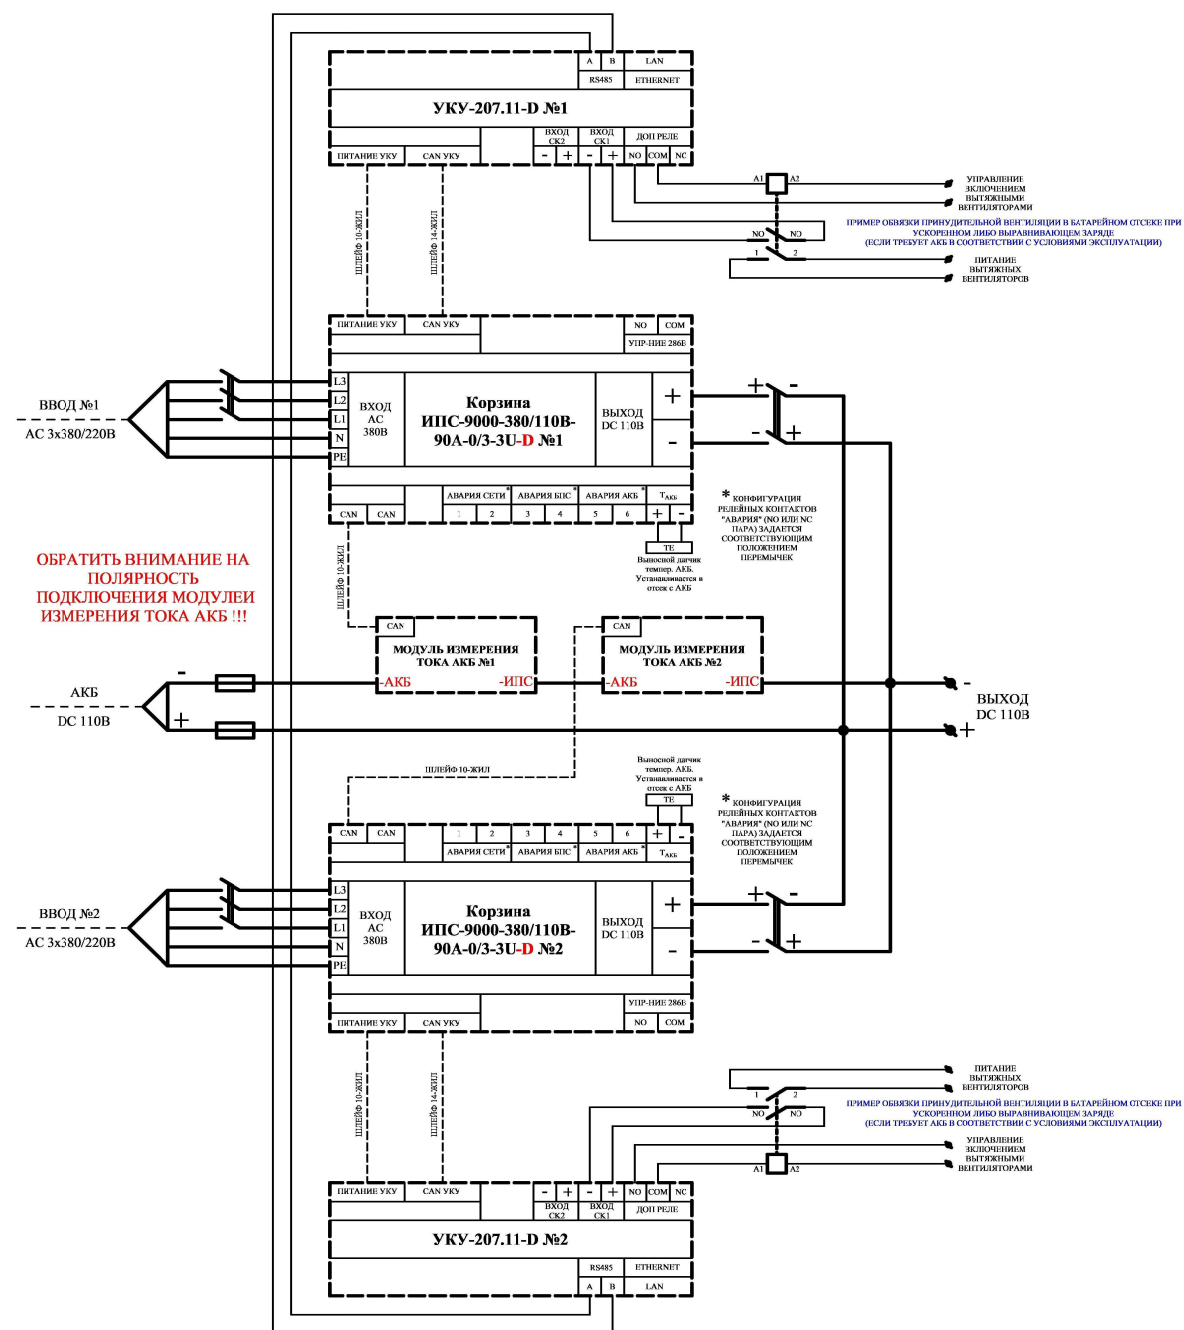 A B LAN
RS485 ETHERNET
УКУ-207.11-D №1
ВХОД СК2 ВХОД СК1 ДОП РЕЛЕ
ПИТАНИЕ УКУ CAN УКУ - + - + NO COM NC
A1 A2
УПРАВЛЕНИЕ
ВКЛЮЧЕНИЕМ
ВЫТЯЖНЫМИ
ВЕНТИЛЯТОРАМИ
ШЛЕЙФ 10-ЖИЛ
ШЛЕЙФ 14-ЖИЛ
ПРИМЕР ОБВЯЗКИ ПРИНУДИТЕЛЬНОЙ ВЕНТИЛЯЦИИ В БАТАРЕЙНОМ ОТСЕКЕ ПРИ
УСКОРЕННОМ ЛИБО ВЫРАВНИВАЮЩЕМ ЗАРЯДЕ
(ЕСЛИ ТРЕБУЕТ АКБ В СООТВЕТСТВИИ С УСЛОВИЯМИ ЭКСПЛУАТАЦИИ)
NO NO
1 2
ПИТАНИЕ
ВЫТЯЖНЫХ
ВЕНТИЛЯТОРОВ
ПИТАНИЕ УКУ CAN УКУ NO COM
УПР-НИЕ 286В
ВВОД №1
AC 3x380/220В
L3
L2
L1
N
PE
ВХОД
AC
380В
Корзина
ИПС-9000-380/110В-
90А-0/3-3U-D №1
ВЫХОД
DC 110В
+
-
+ -
- +
АВАРИЯ СЕТИ* АВАРИЯ БПС* АВАРИЯ АКБ* TАКБ
CAN CAN 1 2 3 4 5 6 + -
* КОНФИГУРАЦИЯ
РЕЛЕЙНЫХ КОНТАКТОВ
"АВАРИЯ" (NO ИЛИ NC
ПАРА) ЗАДАЕТСЯ
СООТВЕТСТВУЮЩИМ
ПОЛОЖЕНИЕМ
ПЕРЕМЫЧЕК
TE
Выносной датчик
темпер. АКБ.
Устанавливается в
отсек с АКБ
ШЛЕЙФ 10-ЖИЛ
ОБРАТИТЬ ВНИМАНИЕ НА
ПОЛЯРНОСТЬ
ПОДКЛЮЧЕНИЯ МОДУЛЕЙ
ИЗМЕРЕНИЯ ТОКА АКБ !!!
CAN
МОДУЛЬ ИЗМЕРЕНИЯ
ТОКА АКБ №1
-АКБ -ИПС
CAN
МОДУЛЬ ИЗМЕРЕНИЯ
ТОКА АКБ №2
-АКБ -ИПС
АКБ
DC 110В
-
+
ВЫХОД
DC 110В
-
+
ШЛЕЙФ 10-ЖИЛ
Выносной датчик
темпер. АКБ.
Устанавливается в
отсек с АКБ
TE
* КОНФИГУРАЦИЯ
РЕЛЕЙНЫХ КОНТАКТОВ
"АВАРИЯ" (NO ИЛИ NC
ПАРА) ЗАДАЕТСЯ
СООТВЕТСТВУЮЩИМ
ПОЛОЖЕНИЕМ
ПЕРЕМЫЧЕК
CAN CAN 1 2 3 4 5 6 + -
АВАРИЯ СЕТИ* АВАРИЯ БПС* АВАРИЯ АКБ* TАКБ
ВВОД №2
AC 3x380/220В
L3
L2
L1
N
PE
ВХОД
AC
380В
Корзина
ИПС-9000-380/110В-
90А-0/3-3U-D №2
ВЫХОД
DC 110В
+
-
+ -
- +
УПР-НИЕ 286В
ПИТАНИЕ УКУ CAN УКУ NO COM
ШЛЕЙФ 10-ЖИЛ
ШЛЕЙФ 14-ЖИЛ
ПИТАНИЕ
ВЫТЯЖНЫХ
ВЕНТИЛЯТОРОВ
1 2
NO NO
ПРИМЕР ОБВЯЗКИ ПРИНУДИТЕЛЬНОЙ ВЕНТИЛЯЦИИ В БАТАРЕЙНОМ ОТСЕКЕ ПРИ
УСКОРЕННОМ ЛИБО ВЫРАВНИВАЮЩЕМ ЗАРЯДЕ
(ЕСЛИ ТРЕБУЕТ АКБ В СООТВЕТСТВИИ С УСЛОВИЯМИ ЭКСПЛУАТАЦИИ)
УПРАВЛЕНИЕ
ВКЛЮЧЕНИЕМ
ВЫТЯЖНЫМИ
ВЕНТИЛЯТОРАМИ
A1 A2
ПИТАНИЕ УКУ CAN УКУ - + - + NO COM NC
ВХОД СК2 ВХОД СК1 ДОП РЕЛЕ
УКУ-207.11-D №2
RS485 ETHERNET
A B LAN